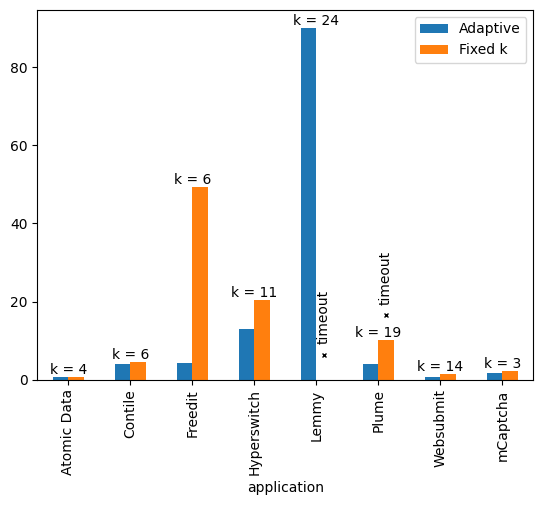 Adaptive
Fixed k
80
60
40
20
0
k = 4
k = 6
k = 6
k = 11
k = 24
timeout
k = 19
timeout
k = 14
k = 3
Atomic Data
Contile
Freedit
Hyperswitch
Lemmy
Plume
Websubmit
mCaptcha
application